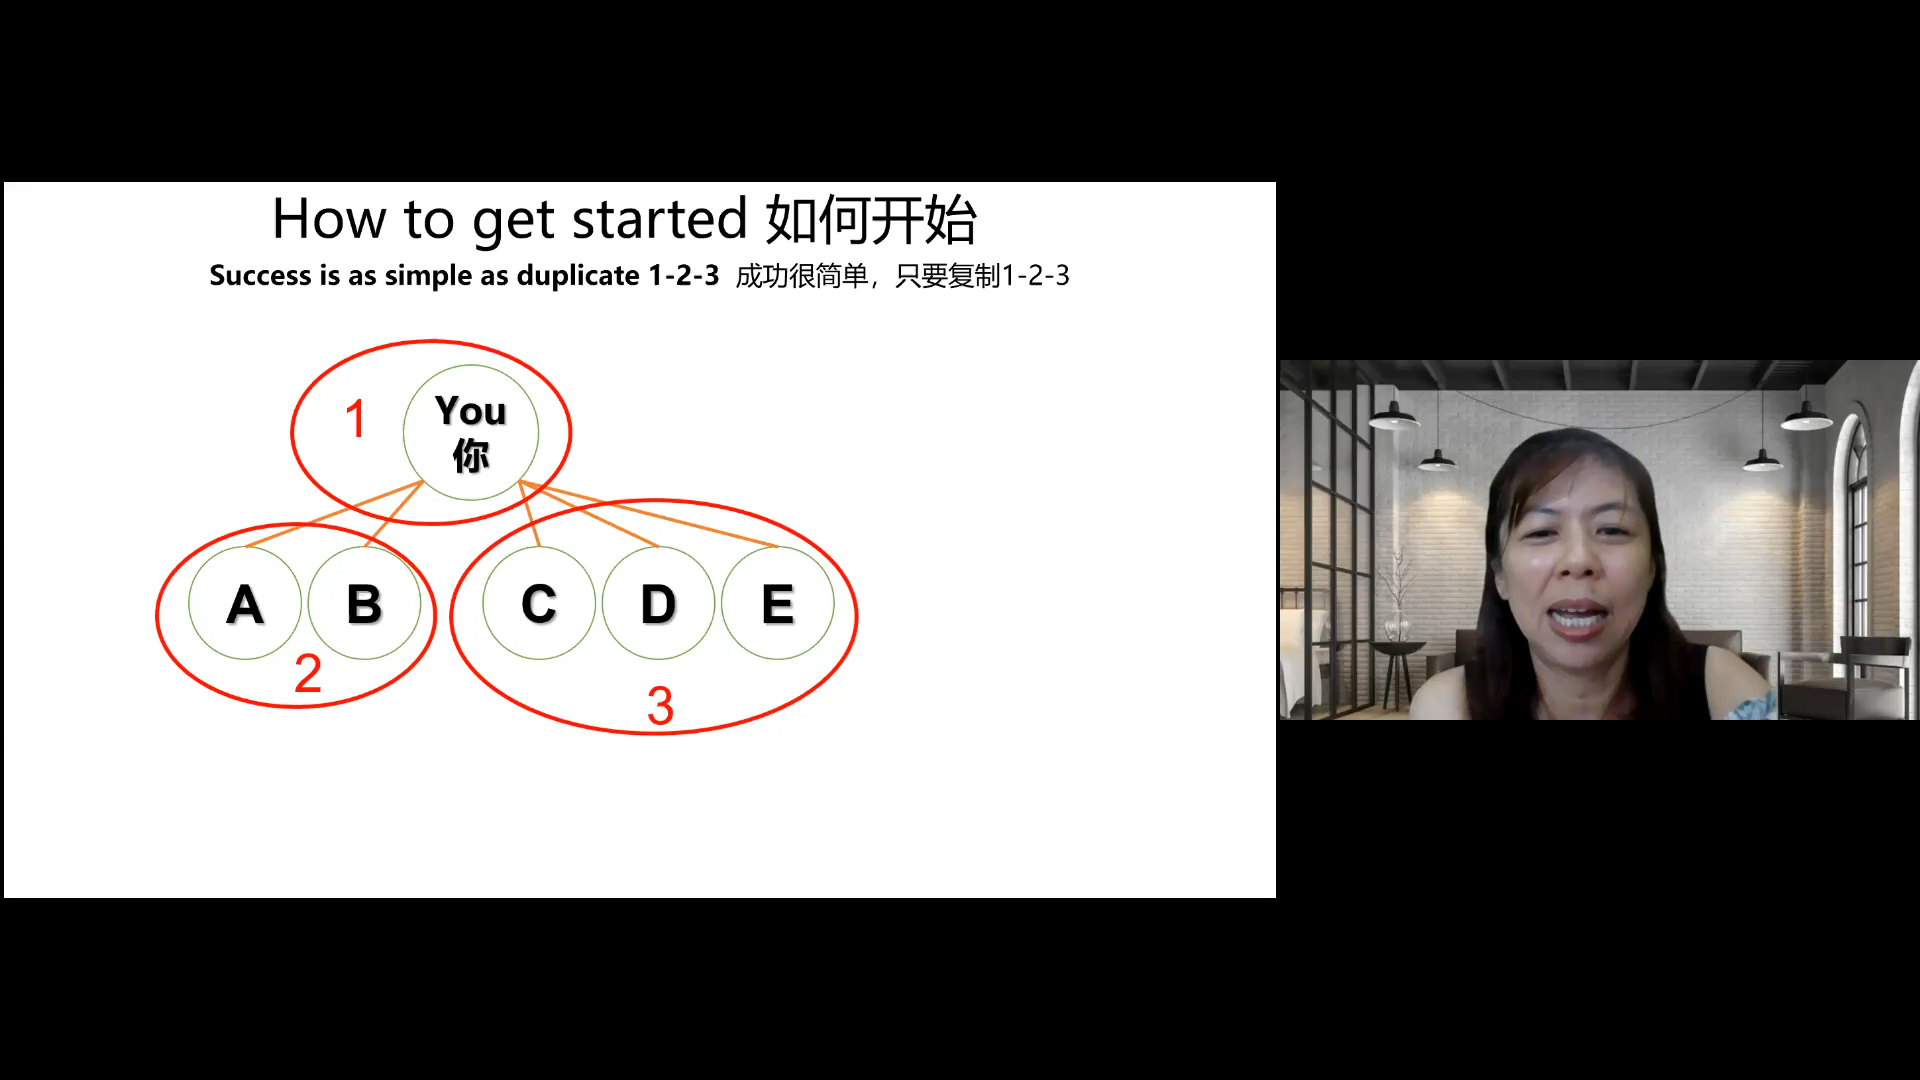 How to get started 如何开始
Success is as simple as duplicate 1-2-3 成功很简单，只要复制1-2-3
1
You
你
A B C D E
2
3